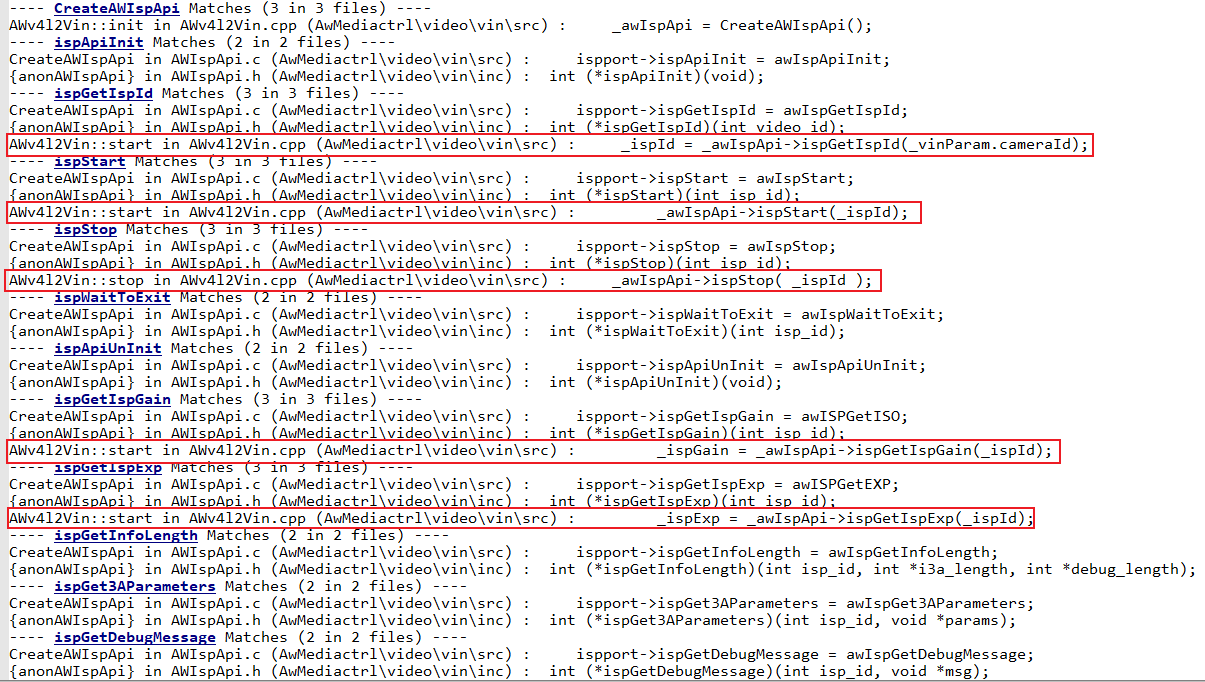 ---- CreateAWIspApi Matches (3 in 3 files) ----
AWv4l2Vin::init in AWv4l2Vin.cpp (AwMediactrl\video\vin\src) :     _awIspApi = CreateAWIspApi();
---- ispApiInit Matches (2 in 2 files) ----
CreateAWIspApi in AWIspApi.c (AwMediactrl\video\vin\src) :     ispport->ispApiInit = awIspApiInit;
{anonAWIspApi} in AWIspApi.h (AwMediactrl\video\vin\inc) :  int (*ispApiInit)(void);
---- ispGetIspId Matches (3 in 3 files) ----
CreateAWIspApi in AWIspApi.c (AwMediactrl\video\vin\src) :     ispport->ispGetIspId = awIspGetIspId;
{anonAWIspApi} in AWIspApi.h (AwMediactrl\video\vin\inc) :  int (*ispGetIspId)(int video_id);
AWv4l2Vin::start in AWv4l2Vin.cpp (AwMediactrl\video\vin\src) :     _ispId = _awIspApi->ispGetIspId(_vinParam.cameraId);
---- ispStart Matches (3 in 3 files) ----
CreateAWIspApi in AWIspApi.c (AwMediactrl\video\vin\src) :     ispport->ispStart = awIspStart;
{anonAWIspApi} in AWIspApi.h (AwMediactrl\video\vin\inc) :  int (*ispStart)(int isp_id);
AWv4l2Vin::start in AWv4l2Vin.cpp (AwMediactrl\video\vin\src) :         _awIspApi->ispStart(_ispId);
---- ispStop Matches (3 in 3 files) ----
CreateAWIspApi in AWIspApi.c (AwMediactrl\video\vin\src) :     ispport->ispStop = awIspStop;
{anonAWIspApi} in AWIspApi.h (AwMediactrl\video\vin\inc) :  int (*ispStop)(int isp_id);
AWv4l2Vin::stop in AWv4l2Vin.cpp (AwMediactrl\video\vin\src) :     _awIspApi->ispStop( _ispId );
---- ispWaitToExit Matches (2 in 2 files) ----
CreateAWIspApi in AWIspApi.c (AwMediactrl\video\vin\src) :     ispport->ispWaitToExit = awIspWaitToExit;
{anonAWIspApi} in AWIspApi.h (AwMediactrl\video\vin\inc) :  int (*ispWaitToExit)(int isp_id);
---- ispApiUnInit Matches (2 in 2 files) ----
CreateAWIspApi in AWIspApi.c (AwMediactrl\video\vin\src) :     ispport->ispApiUnInit = awIspApiUnInit;
{anonAWIspApi} in AWIspApi.h (AwMediactrl\video\vin\inc) :  int (*ispApiUnInit)(void);
---- ispGetIspGain Matches (3 in 3 files) ----
CreateAWIspApi in AWIspApi.c (AwMediactrl\video\vin\src) :     ispport->ispGetIspGain = awISPGetISO;
{anonAWIspApi} in AWIspApi.h (AwMediactrl\video\vin\inc) :  int (*ispGetIspGain)(int isp_id);
AWv4l2Vin::start in AWv4l2Vin.cpp (AwMediactrl\video\vin\src) :         _ispGain = _awIspApi->ispGetIspGain(_ispId);
---- ispGetIspExp Matches (3 in 3 files) ----
CreateAWIspApi in AWIspApi.c (AwMediactrl\video\vin\src) :     ispport->ispGetIspExp = awISPGetEXP;
{anonAWIspApi} in AWIspApi.h (AwMediactrl\video\vin\inc) :  int (*ispGetIspExp)(int isp_id);
AWv4l2Vin::start in AWv4l2Vin.cpp (AwMediactrl\video\vin\src) :         _ispExp = _awIspApi->ispGetIspExp(_ispId);
---- ispGetInfoLength Matches (2 in 2 files) ----
CreateAWIspApi in AWIspApi.c (AwMediactrl\video\vin\src) :     ispport->ispGetInfoLength = awIspGetInfoLength;
{anonAWIspApi} in AWIspApi.h (AwMediactrl\video\vin\inc) :  int (*ispGetInfoLength)(int isp_id, int *i3a_length, int *debug_length);
---- ispGet3AParameters Matches (2 in 2 files) ----
CreateAWIspApi in AWIspApi.c (AwMediactrl\video\vin\src) :     ispport->ispGet3AParameters = awIspGet3AParameters;
{anonAWIspApi} in AWIspApi.h (AwMediactrl\video\vin\inc) :  int (*ispGet3AParameters)(int isp_id, void *params);
---- ispGetDebugMessage Matches (2 in 2 files) ----
CreateAWIspApi in AWIspApi.c (AwMediactrl\video\vin\src) :     ispport->ispGetDebugMessage = awIspGetDebugMessage;
{anonAWIspApi} in AWIspApi.h (AwMediactrl\video\vin\inc) :  int (*ispGetDebugMessage)(int isp_id, void *msg);